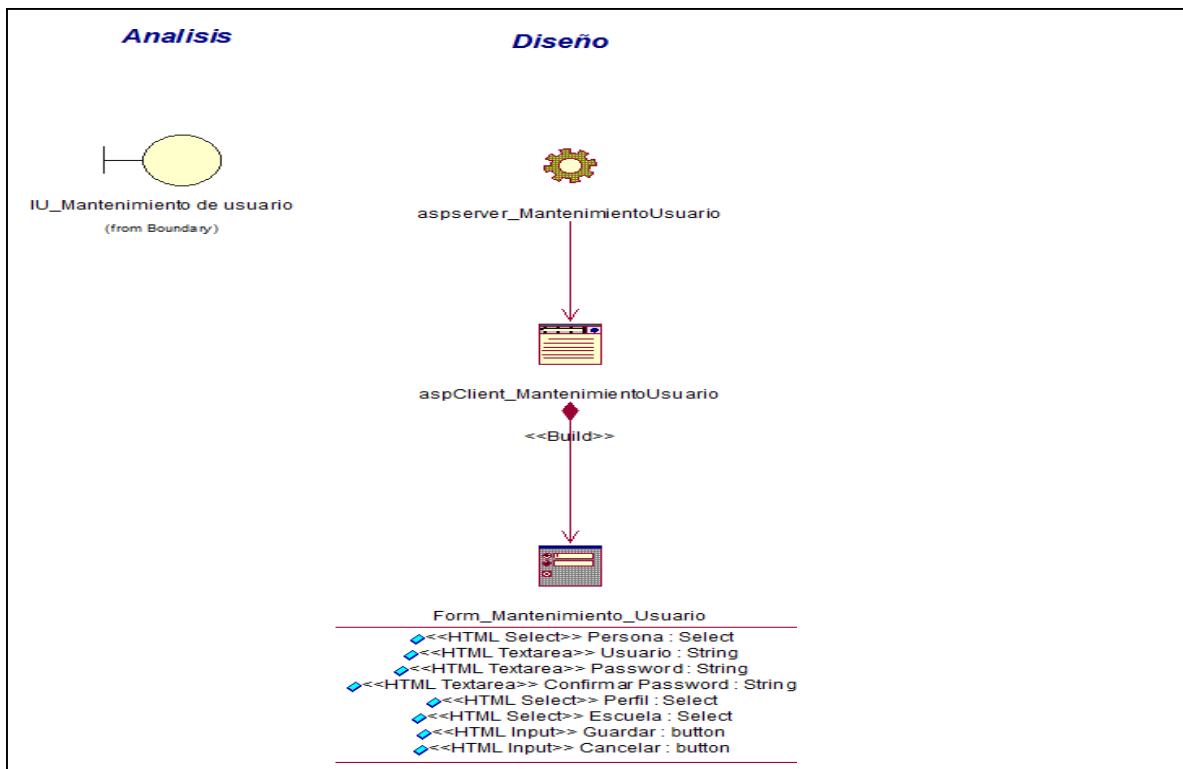 Analisis
Diseño
IU_Mantenimiento de usuario
(from Boundary)
aspserver_MantenimientoUsuario
aspClient_MantenimientoUsuario
<<Build>>
Form_Mantenimiento_Usuario
<<HTML Select>> Persona : Select
<<HTML Textarea>> Usuario : String
<<HTML Textarea>> Password : String
<<HTML Textarea>> Confirmar Password : String
<<HTML Select>> Perfil : Select
<<HTML Select>> Escuela : Select
<<HTML Input>> Guardar : button
<<HTML Input>> Cancelar : button